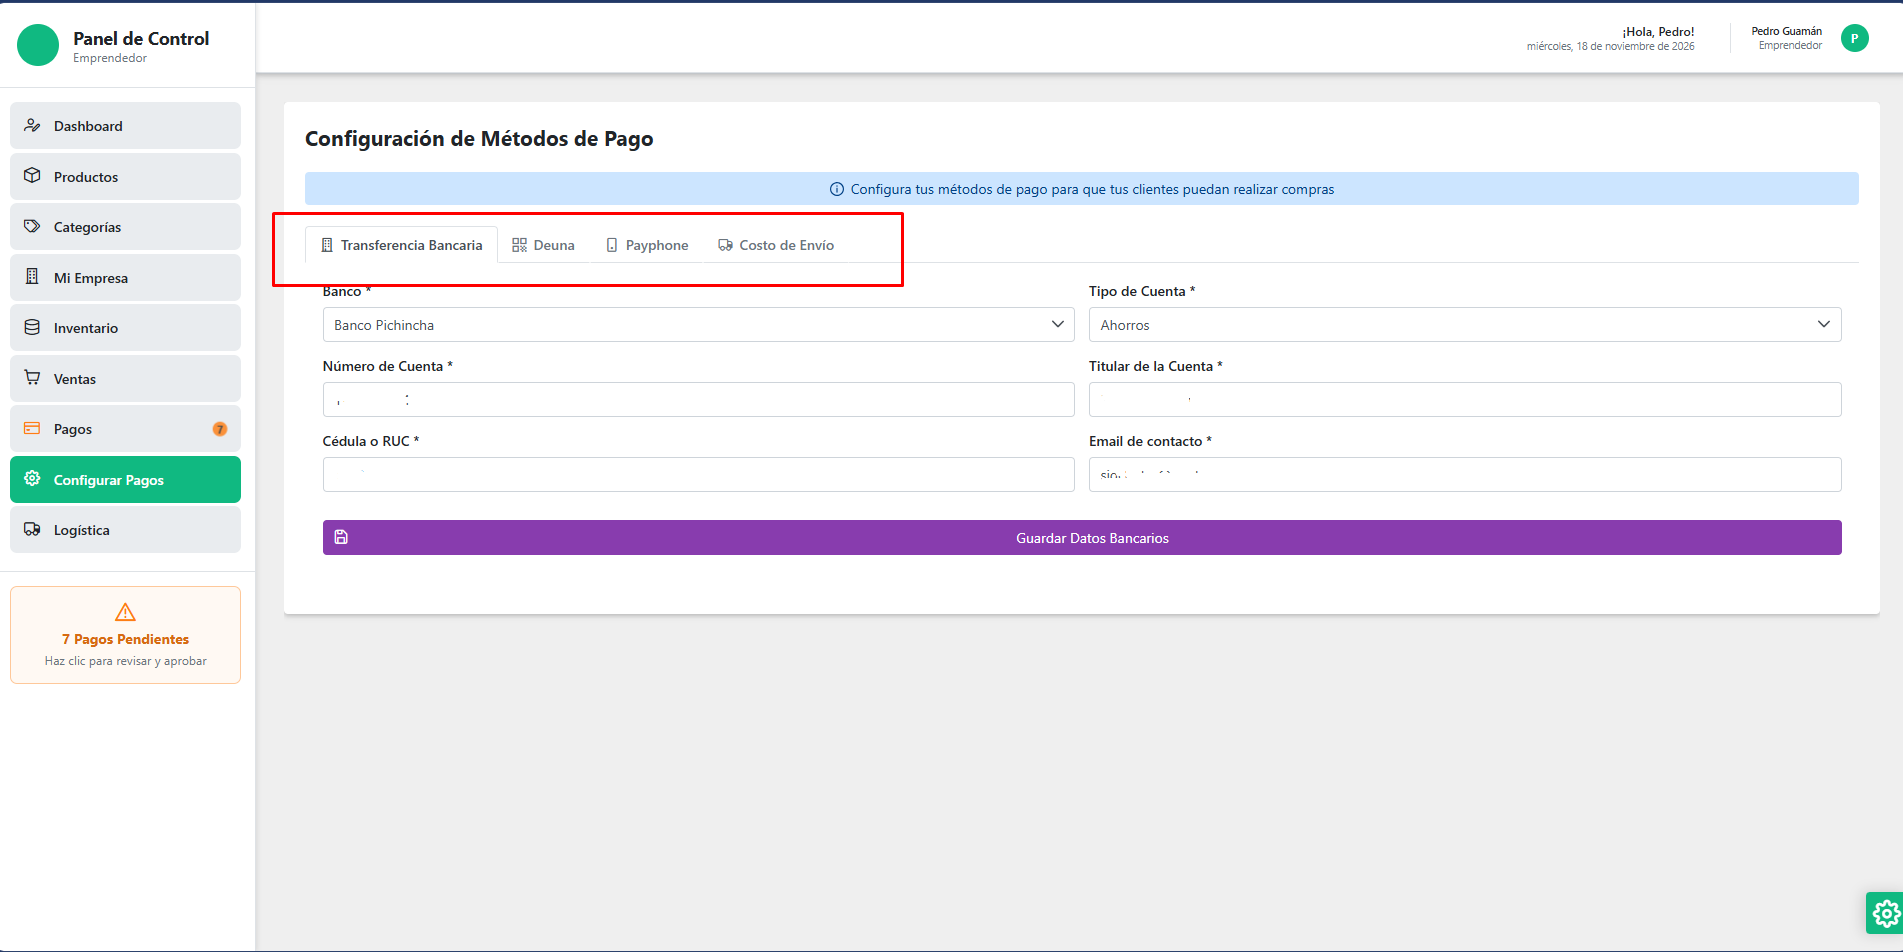 Panel de Control
Emprendedor
¡Hola, Pedro!
miércoles, 18 de noviembre de 2026
Pedro Guamán
Emprendedor
P
Dashboard
Productos
Categorías
Mi Empresa
Inventario
Ventas
Pagos 7
Configurar Pagos
Logística
7 Pagos Pendientes
Haz clic para revisar y aprobar
Configuración de Métodos de Pago
Configura tus métodos de pago para que tus clientes puedan realizar compras
Transferencia Bancaria Deuna Payphone Costo de Envío
Banco * Tipo de Cuenta *
Banco Pichincha Ahorros
Número de Cuenta * Titular de la Cuenta *
Cédula o RUC * Email de contacto *
Guardar Datos Bancarios